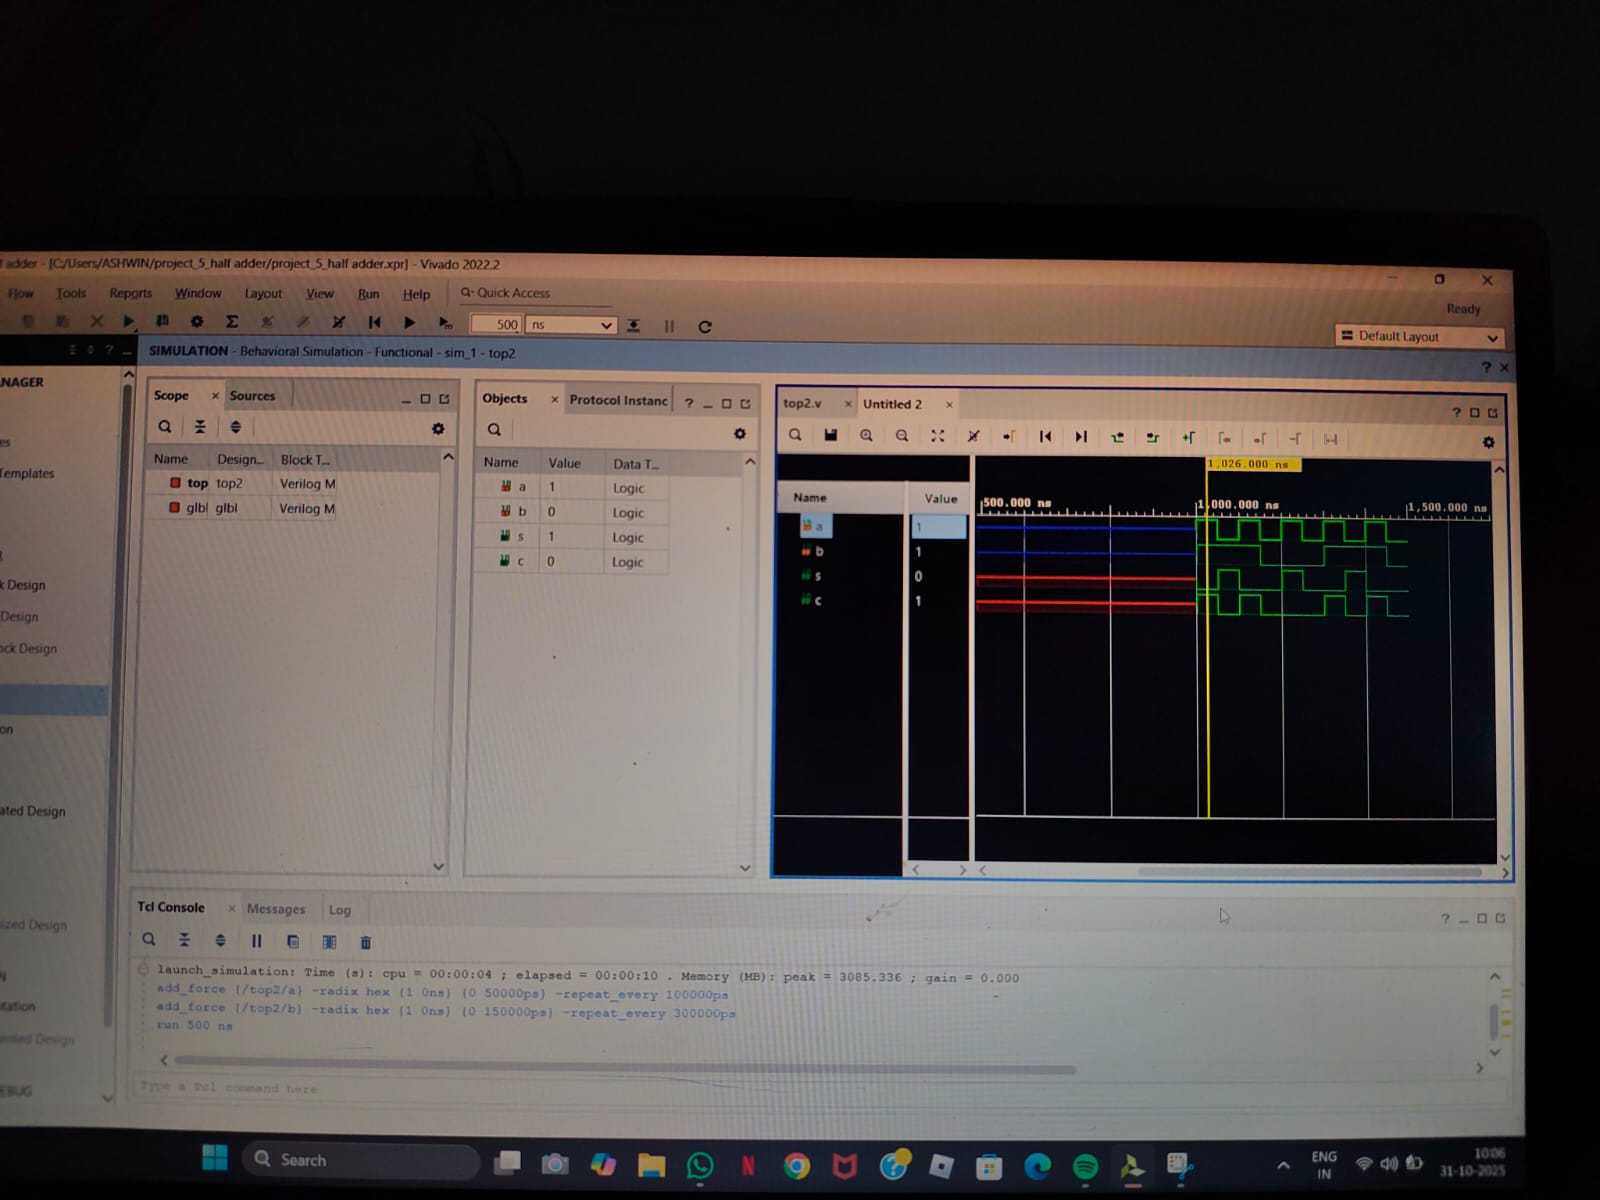 f adder - [C:/Users/ASHWIN/project_5_half adder/project_5_half adder.xpr] - Vivado 2022.2
Flow Tools Reports Window Layout View Run Help Quick Access
Ready
500 ns
Default Layout
SIMULATION - Behavioral Simulation - Functional - sim_1 - top2
NAGER
es
Templates
k Design
Design
ock Design
on
ated Design
sized Design
N
tation
ented Design
EBUG
Scope Sources
Name Design... Block T...
top top2 Verilog M
glbl glbl Verilog M
Objects Protocol Instanc
Name Value Data T...
a 1 Logic
b 0 Logic
s 1 Logic
c 0 Logic
top2.v Untitled 2
1,026.000 ns
Name Value
500.000 ns 1,000.000 ns 1,500.000 ns
a 1
b 1
s 0
c 1
Tcl Console Messages Log
launch_simulation: Time (s): cpu = 00:00:04 ; elapsed = 00:00:10 . Memory (MB): peak = 3085.336 ; gain = 0.000
add_force {/top2/a} -radix hex {1 0ns} {0 50000ps} -repeat_every 100000ps
add_force {/top2/b} -radix hex {1 0ns} {0 150000ps} -repeat_every 300000ps
run 500 ns
Type a Tcl command here
Search
ENG
IN
10:06
31-10-2025